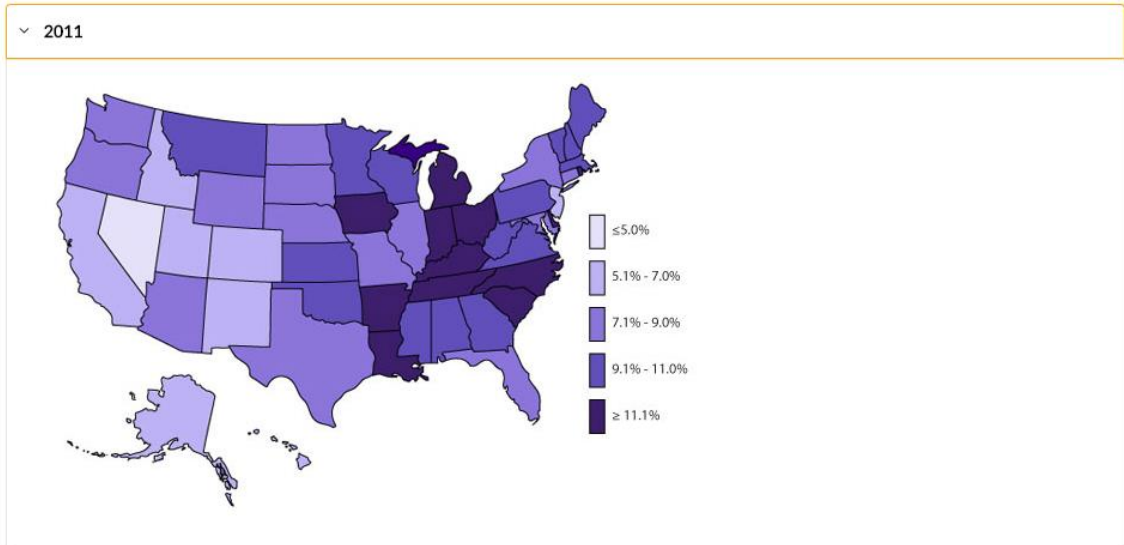 2011
≤5.0%
5.1% - 7.0%
7.1% - 9.0%
9.1% - 11.0%
≥ 11.1%